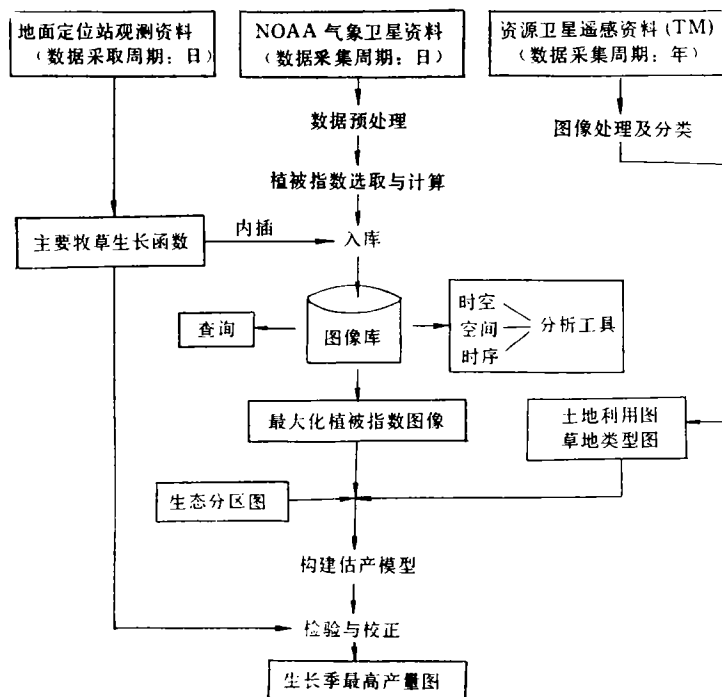 地面定位站观测资料
（数据采取周期：日）
NOAA 气象卫星资料
（数据采集周期：日）
资源卫星遥感资料(TM)
（数据采集周期：年）
数据预处理
图像处理及分类
植被指数选取与计算
主要牧草生长函数
内插
入库
查询
图像库
时空
空间
时序
分析工具
最大化植被指数图像
土地利用图
草地类型图
生态分区图
构建估产模型
检验与校正
生长季最高产量图